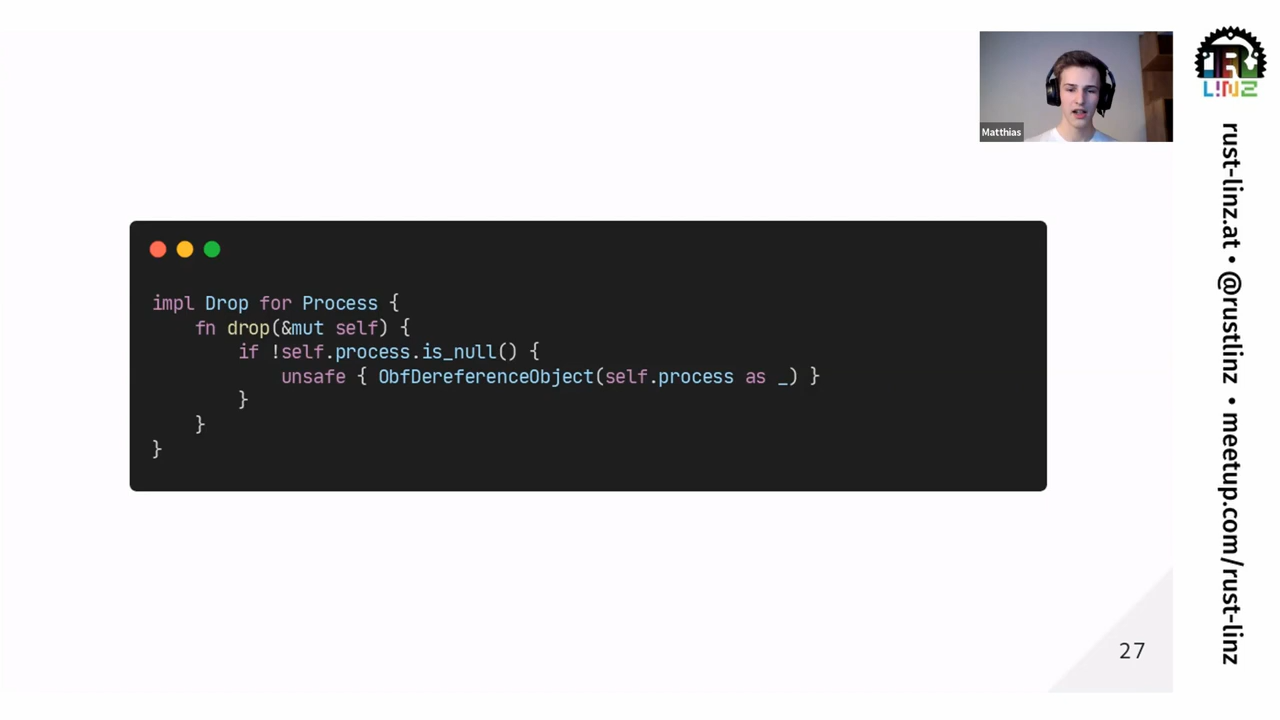 Matthias
impl Drop for Process {
    fn drop(&mut self) {
        if !self.process.is_null() {
            unsafe { ObfDereferenceObject(self.process as _) }
        }
    }
}
27
R
L!NZ
rust-linz.at • @rustlinz • meetup.com/rust-linz